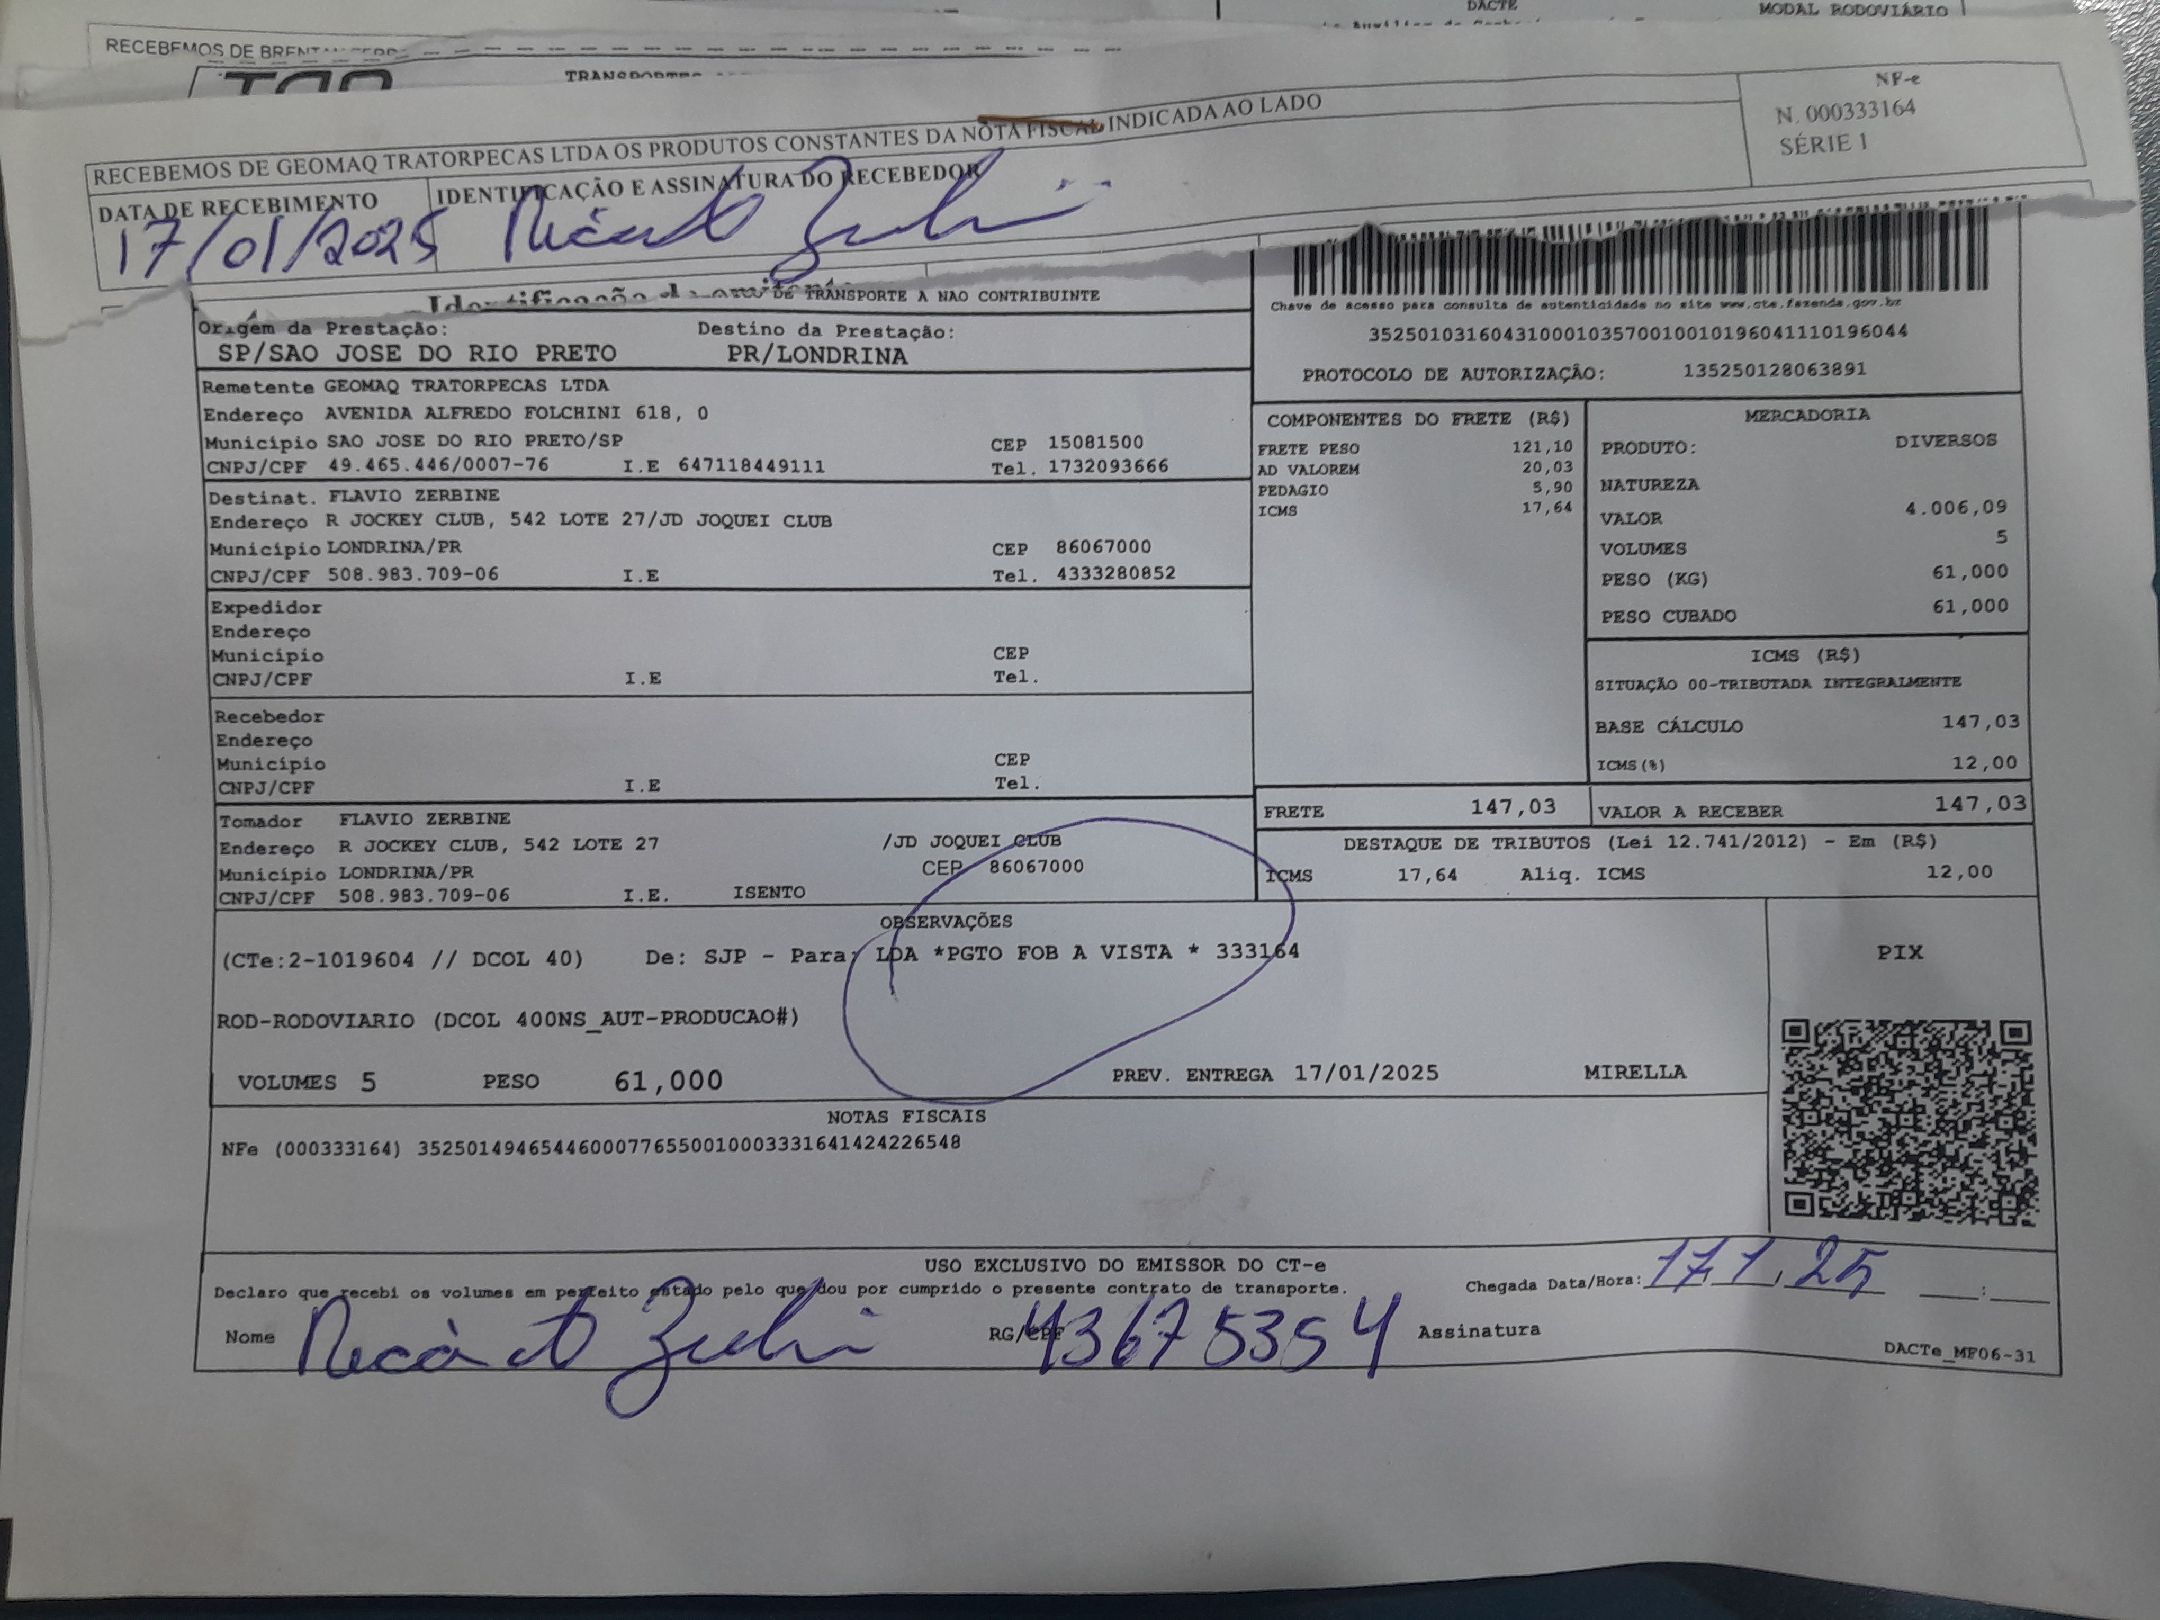 DACTE
MODAL RODOVIÁRIO
RECEBEMOS DE
NF-e
N. 000333164
SÉRIE 1
RECEBEMOS DE GEOMAQ TRATORPECAS LTDA OS PRODUTOS CONSTANTES DA NOTA FISCAL INDICADA AO LADO
DATA DE RECEBIMENTO
IDENTIFICAÇÃO E ASSINATURA DO RECEBEDOR
17/01/2025
DE TRANSPORTE A NAO CONTRIBUINTE
Chave de acesso para consulta de autenticidade no site www.cte.fazenda.gov.br
35250103160431000103570010010196041110196044
PROTOCOLO DE AUTORIZAÇÃO: 135250128063891
Origem da Prestação: Destino da Prestação:
SP/SAO JOSE DO RIO PRETO PR/LONDRINA
Remetente GEOMAQ TRATORPECAS LTDA
Endereço AVENIDA ALFREDO FOLCHINI 618, 0
Município SAO JOSE DO RIO PRETO/SP CEP 15081500
CNPJ/CPF 49.465.446/0007-76 I.E 647118449111 Tel. 1732093666
Destinat. FLAVIO ZERBINE
Endereço R JOCKEY CLUB, 542 LOTE 27/JD JOQUEI CLUB
Município LONDRINA/PR CEP 86067000
CNPJ/CPF 508.983.709-06 I.E Tel. 4333280852
Expedidor
Endereço
Município CEP
CNPJ/CPF I.E Tel.
Recebedor
Endereço
Município CEP
CNPJ/CPF I.E Tel.
Tomador FLAVIO ZERBINE
Endereço R JOCKEY CLUB, 542 LOTE 27 /JD JOQUEI CLUB
Município LONDRINA/PR CEP 86067000
CNPJ/CPF 508.983.709-06 I.E. ISENTO
COMPONENTES DO FRETE (R$)
FRETE PESO 121,10
AD VALOREM 20,03
PEDAGIO 5,90
ICMS 17,64
MERCADORIA
PRODUTO: DIVERSOS
NATUREZA
VALOR 4.006,09
VOLUMES 5
PESO (KG) 61,000
PESO CUBADO 61,000
ICMS (R$)
SITUAÇÃO 00-TRIBUTADA INTEGRALMENTE
BASE CÁLCULO 147,03
ICMS(%) 12,00
FRETE 147,03 VALOR A RECEBER 147,03
DESTAQUE DE TRIBUTOS (Lei 12.741/2012) - Em (R$)
ICMS 17,64 Aliq. ICMS 12,00
OBSERVAÇÕES
(CTe:2-1019604 // DCOL 40) De: SJP - Para: LDA *PGTO FOB A VISTA * 333164
ROD-RODOVIARIO (DCOL 400NS_AUT-PRODUCAO#)
VOLUMES 5 PESO 61,000 PREV. ENTREGA 17/01/2025 MIRELLA
PIX
NOTAS FISCAIS
NFe (000333164) 35250149465446000776550010003331641424226548
USO EXCLUSIVO DO EMISSOR DO CT-e
Declaro que recebi os volumes em perfeito estado pelo que dou por cumprido o presente contrato de transporte.
Chegada Data/Hora: 17 1 25
Nome RG/CPF 43675354 Assinatura
DACTe_MF06-31